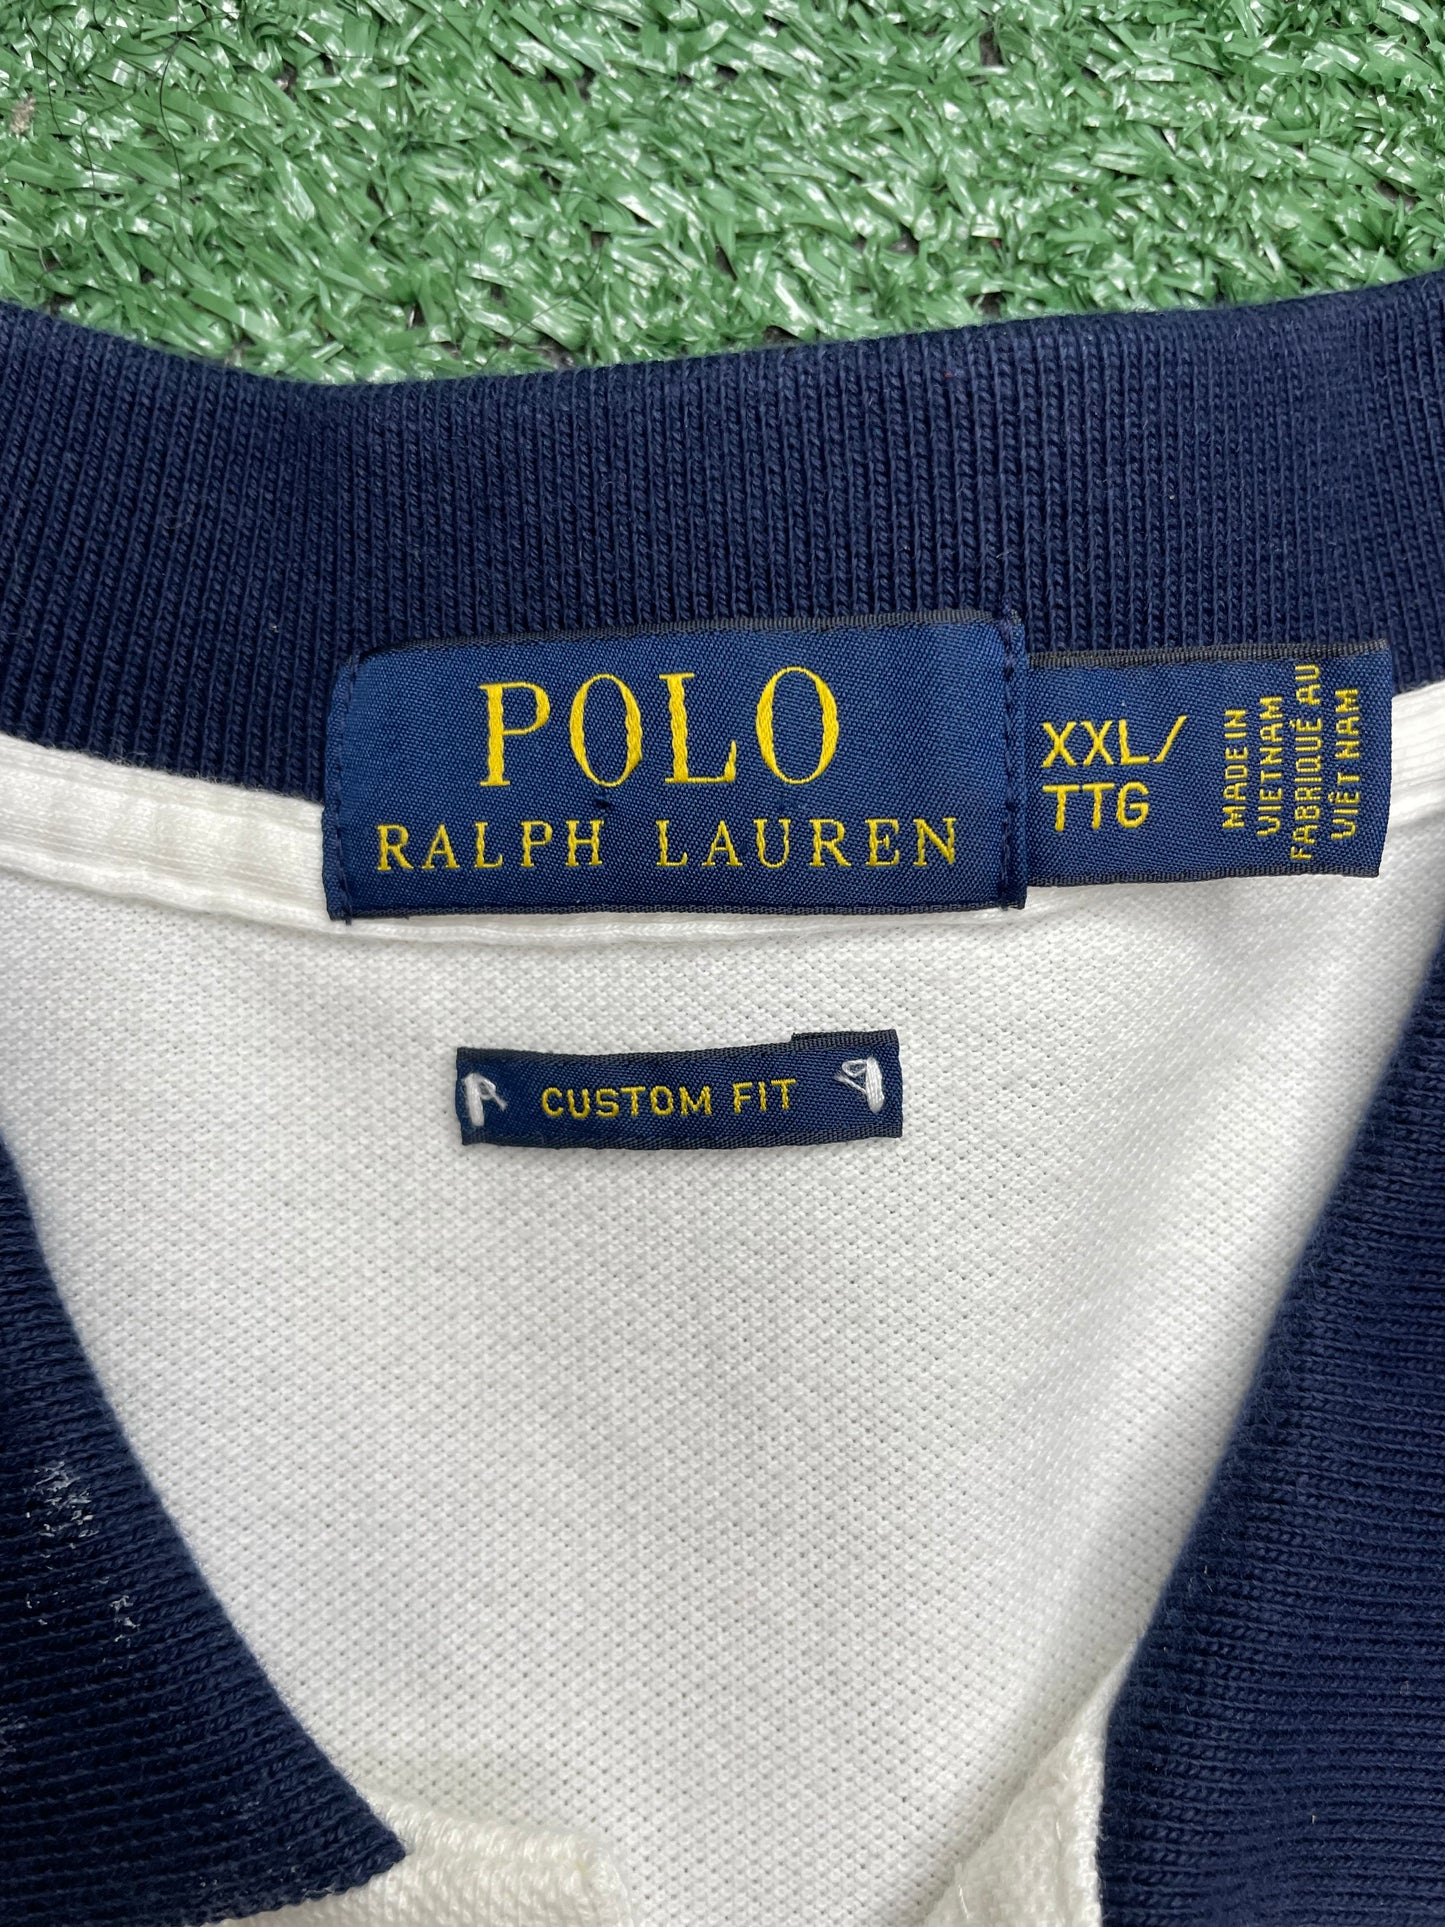 POLO
RALPH LAUREN
XXL/
TTG
MADE IN
VIETNAM
FABRIQUÉ AU
VIÊT NAM
CUSTOM FIT